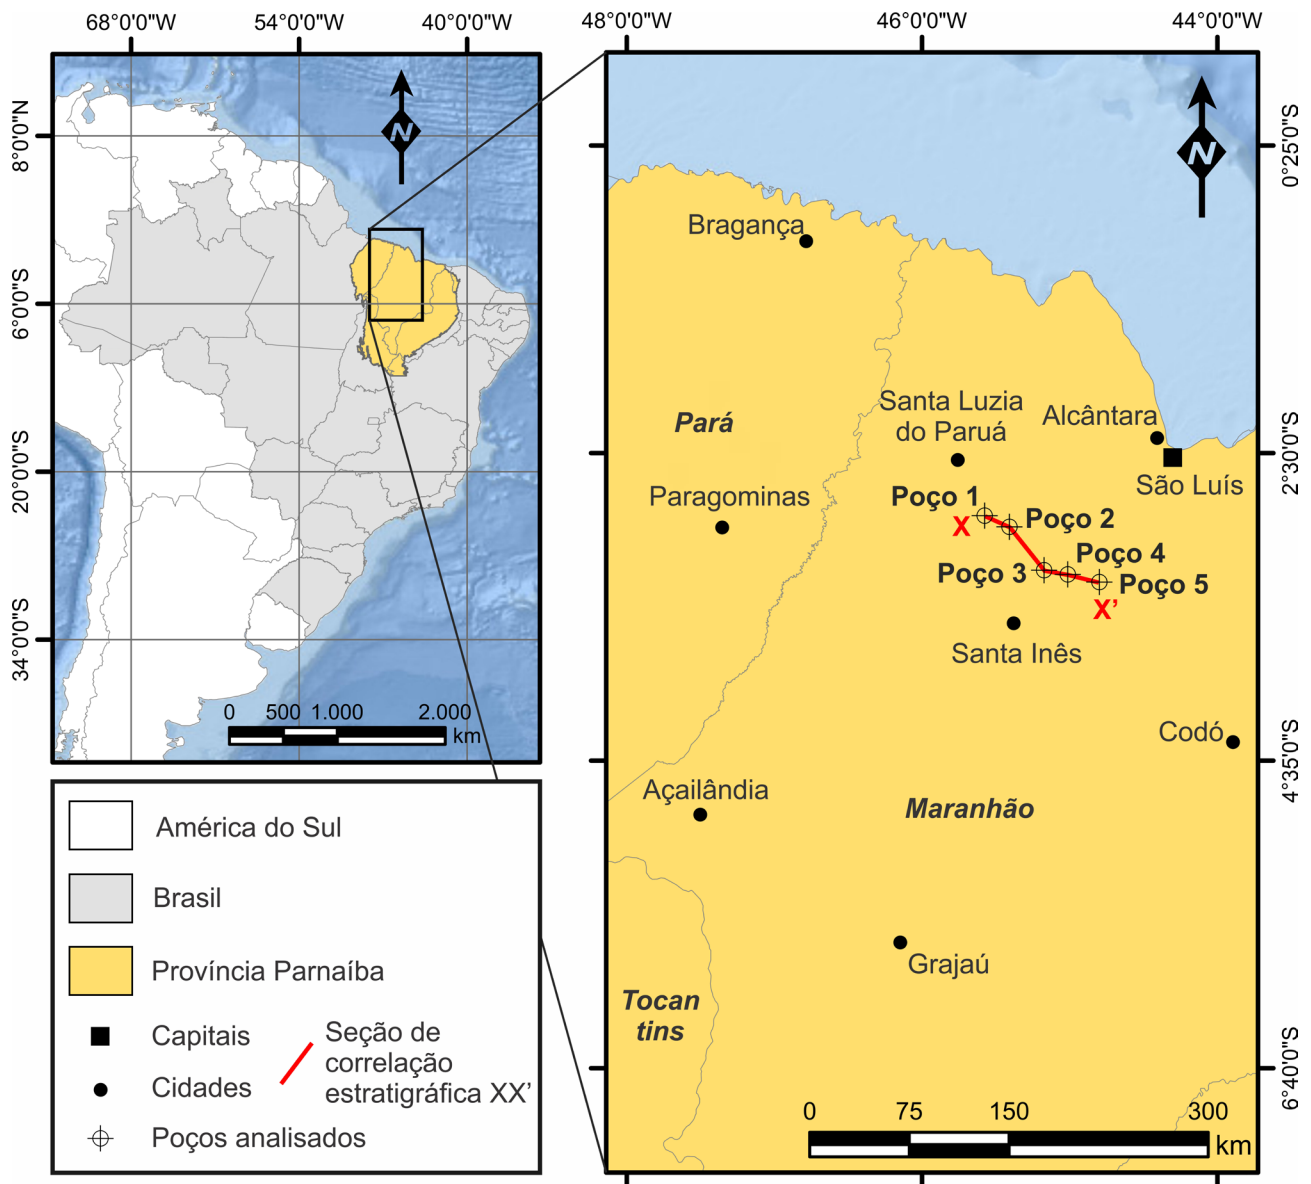 68°0'0"W
54°0'0"W
40°0'0"W
8°0'0"N
6°0'0"S
20°0'0"S
34°0'0"S
N
0 500 1.000 2.000
km
América do Sul
Brasil
Província Parnaíba
Capitais
Cidades
Poços analisados
Seção de
correlação
estratigráfica XX’
48°0'0"W
46°0'0"W
44°0'0"W
0°25'0"S
2°30'0"S
4°35'0"S
6°40'0"S
N
Bragança
Pará
Santa Luzia
do Paruá
Alcântara
São Luís
Paragominas
Poço 1
X
Poço 2
Poço 4
Poço 3
Poço 5
X’
Santa Inês
Codó
Açailândia
Maranhão
Grajaú
Tocan
tins
0 75 150 300
km